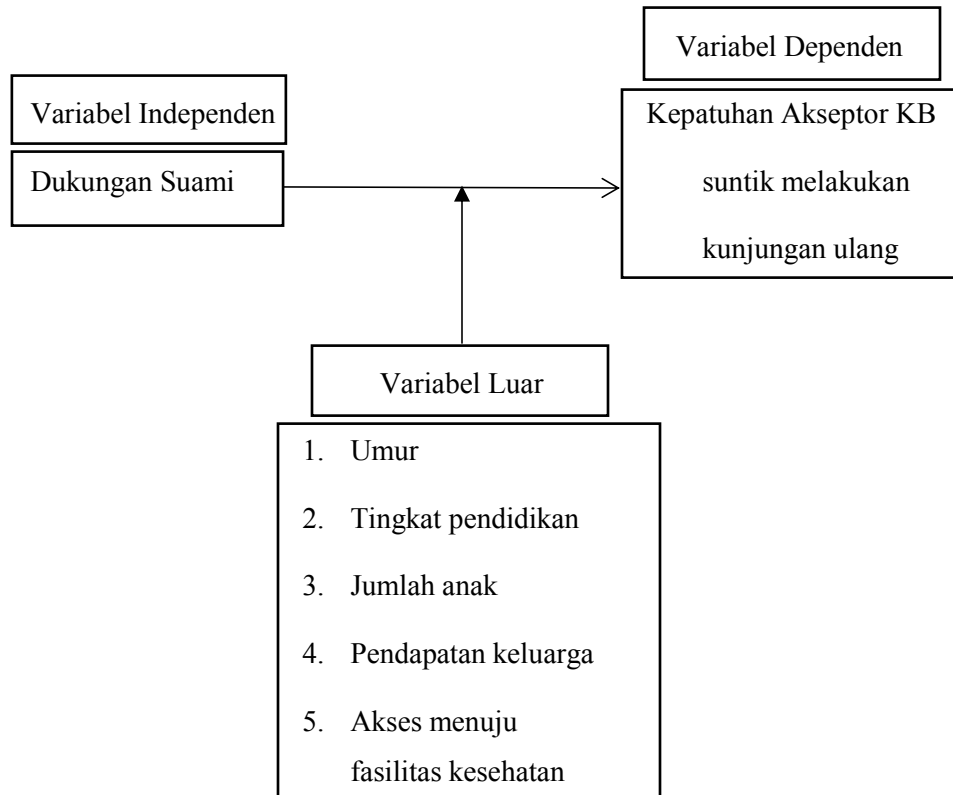 Variabel Dependen
Variabel Independen
Kepatuhan Akseptor KB
suntik melakukan
kunjungan ulang
Dukungan Suami
Variabel Luar
1. Umur
2. Tingkat pendidikan
3. Jumlah anak
4. Pendapatan keluarga
5. Akses menuju
fasilitas kesehatan